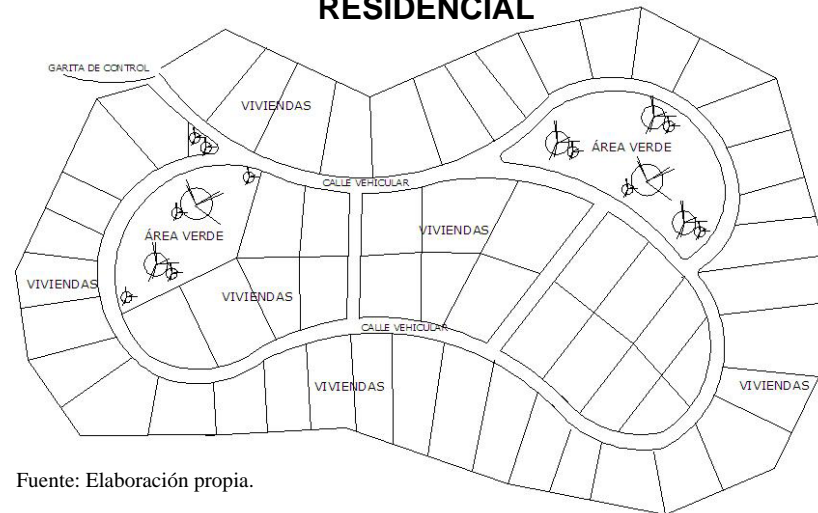 RESIDENCIAL
GARITA DE CONTROL
VIVIENDAS
ÁREA VERDE
CALLE VEHICULAR
VIVIENDAS
ÁREA VERDE
VIVIENDAS
VIVIENDAS
CALLE VEHICULAR
VIVIENDAS
VIVIENDAS
Fuente: Elaboración propia.